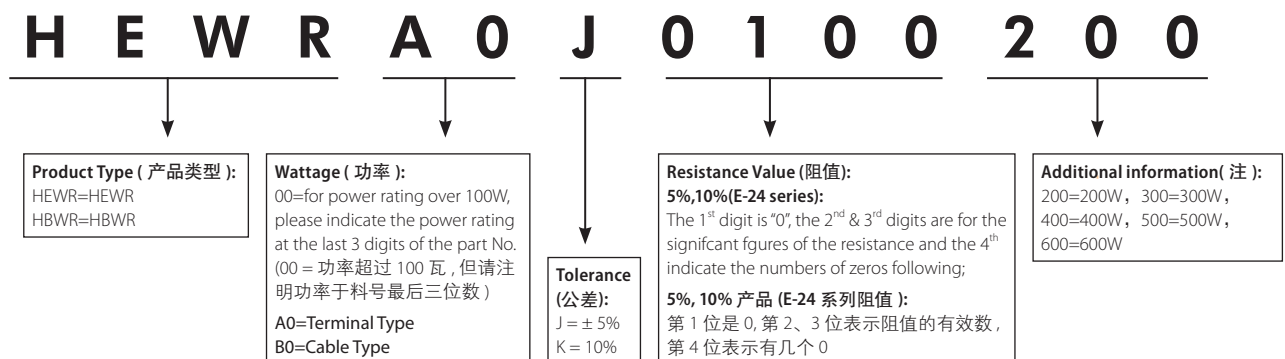 H E W R A 0 J 0 1 0 0 2 0 0
Product Type ( 产品类型 ):
HEWR=HEWR
HBWR=HBWR
Wattage ( 功率 ):
00=for power rating over 100W,
please indicate the power rating
at the last 3 digits of the part No.
(00 = 功率超过 100 瓦 , 但请注
明功率于料号最后三位数 )
A0=Terminal Type
B0=Cable Type
Tolerance
(公差):
J = ± 5%
K = 10%
Resistance Value (阻值):
5%,10%(E-24 series):
The 1st digit is "0", the 2nd & 3rd digits are for the
signifcant fgures of the resistance and the 4th
indicate the numbers of zeros following;
5%, 10% 产品 (E-24 系列阻值 ):
第 1 位是 0, 第 2、3 位表示阻值的有效数 ,
第 4 位表示有几个 0
Additional information( 注 ):
200=200W，300=300W，
400=400W，500=500W，
600=600W